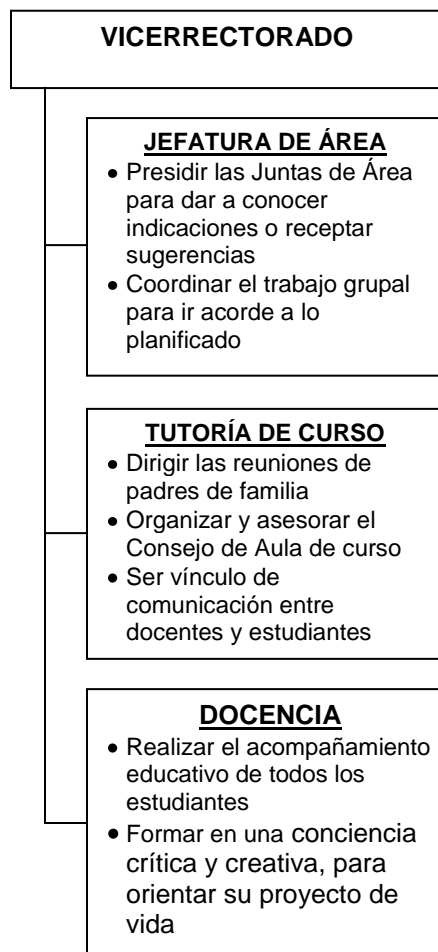 VICERRECTORADO
JEFATURA DE ÁREA
• Presidir las Juntas de Área
para dar a conocer
indicaciones o receptar
sugerencias
• Coordinar el trabajo grupal
para ir acorde a lo
planificado
TUTORÍA DE CURSO
• Dirigir las reuniones de
padres de familia
• Organizar y asesorar el
Consejo de Aula de curso
• Ser vínculo de
comunicación entre
docentes y estudiantes
DOCENCIA
• Realizar el acompañamiento
educativo de todos los
estudiantes
• Formar en una conciencia
crítica y creativa, para
orientar su proyecto de
vida